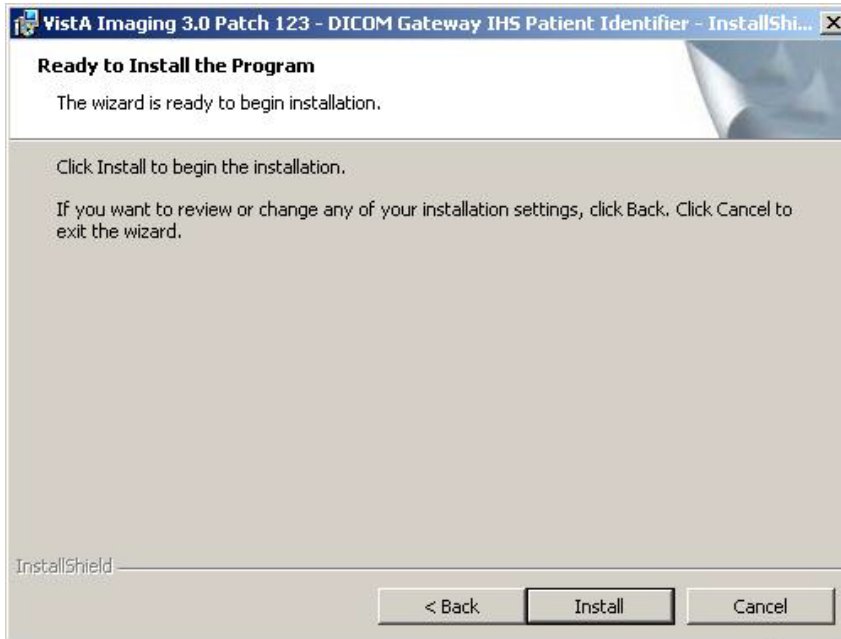 VistA Imaging 3.0 Patch 123 - DICOM Gateway IHS Patient Identifier - InstallShi...
Ready to Install the Program
The wizard is ready to begin installation.
Click Install to begin the installation.
If you want to review or change any of your installation settings, click Back. Click Cancel to
exit the wizard.
InstallShield
< Back
Install
Cancel